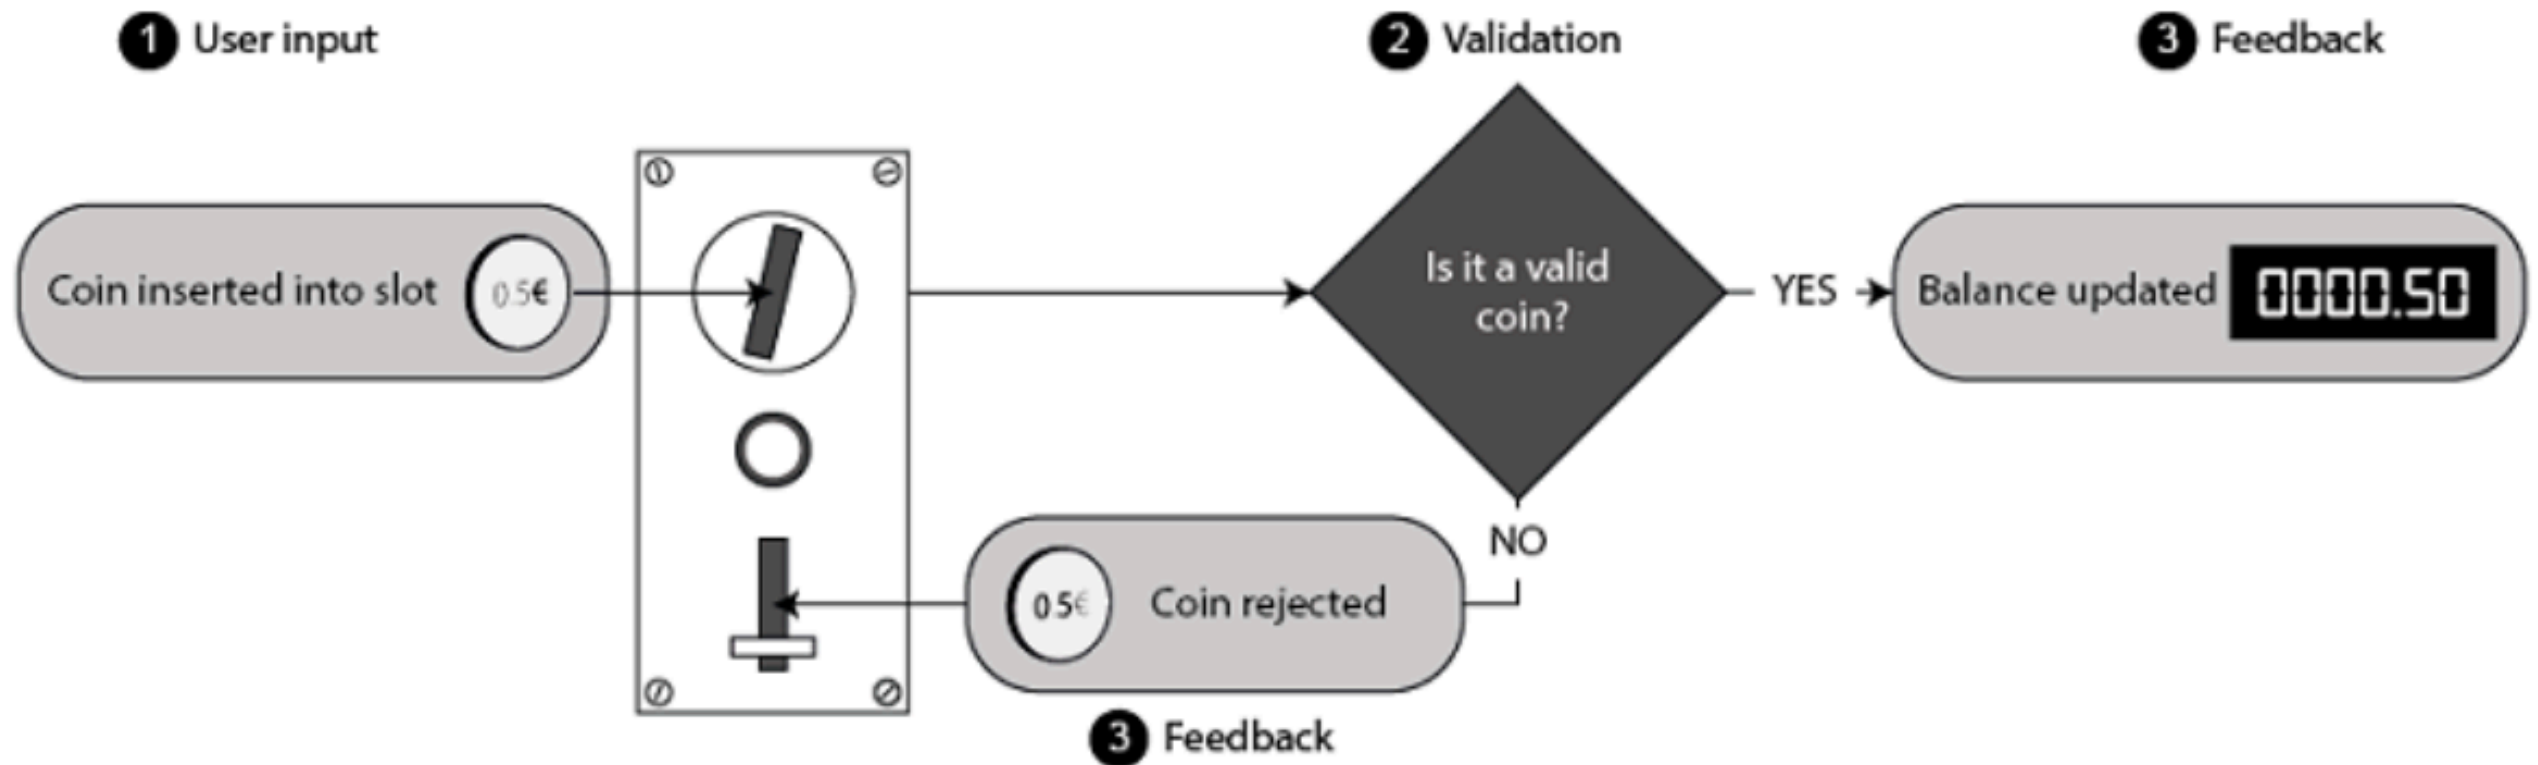 1 User input
2 Validation
3 Feedback
Coin inserted into slot 0.5€
Is it a valid
coin?
YES
Balance updated 0000.50
NO
0.5€ Coin rejected
3 Feedback